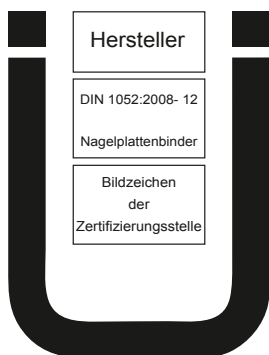 Hersteller
DIN 1052:2008- 12
Nagelplattenbinder
Bildzeichen
der
Zertifizierungsstelle